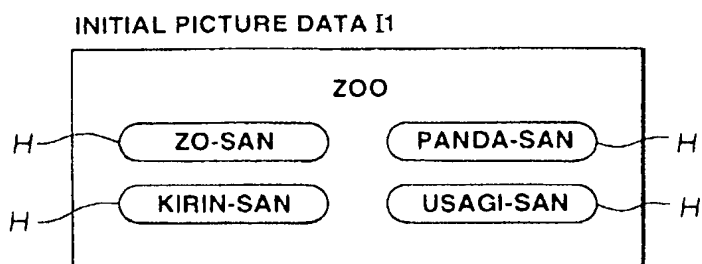 INITIAL PICTURE DATA I1
ZOO
H ZO-SAN PANDA-SAN H
H KIRIN-SAN USAGI-SAN H